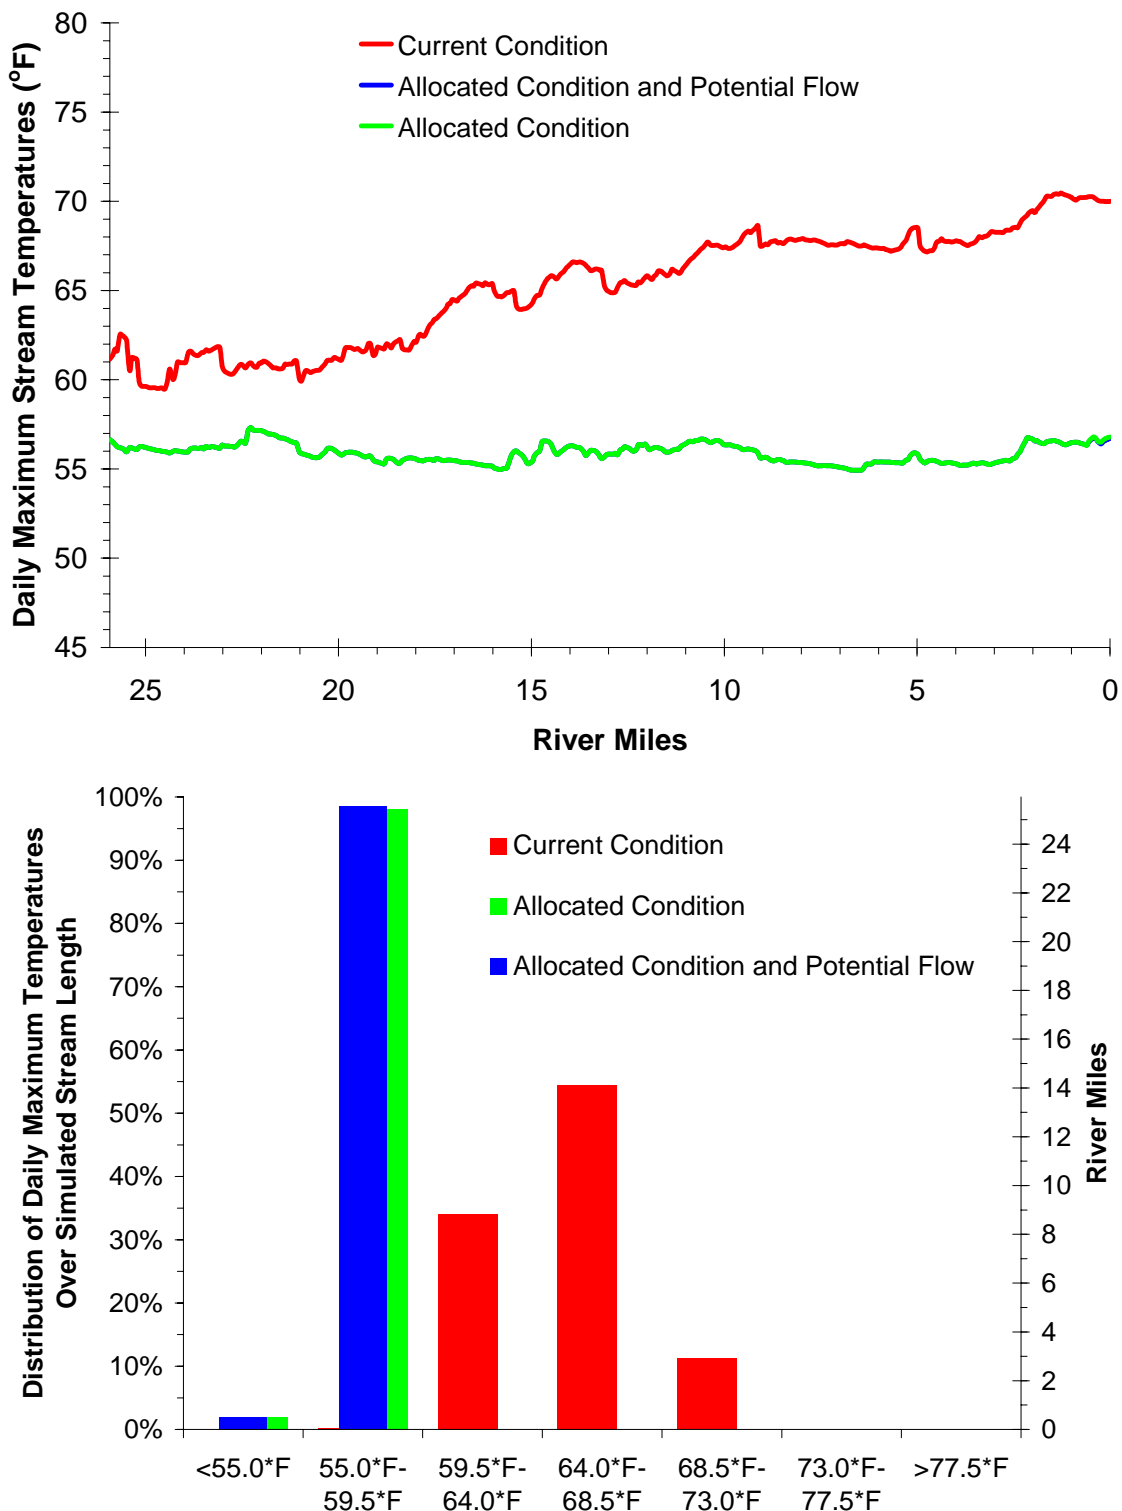 Daily Maximum Stream Temperatures (°F)
80
75
70
65
60
55
50
45
Current Condition
Allocated Condition and Potential Flow
Allocated Condition
25 20 15 10 5 0
River Miles
Distribution of Daily Maximum Temperatures
Over Simulated Stream Length
100%
90%
80%
70%
60%
50%
40%
30%
20%
10%
0%
Current Condition
Allocated Condition
Allocated Condition and Potential Flow
24
22
20
18
16
14
12
10
8
6
4
2
0
River Miles
<55.0*F 55.0*F- 59.5*F- 64.0*F- 68.5*F- 73.0*F- >77.5*F
59.5*F 64.0*F 68.5*F 73.0*F 77.5*F